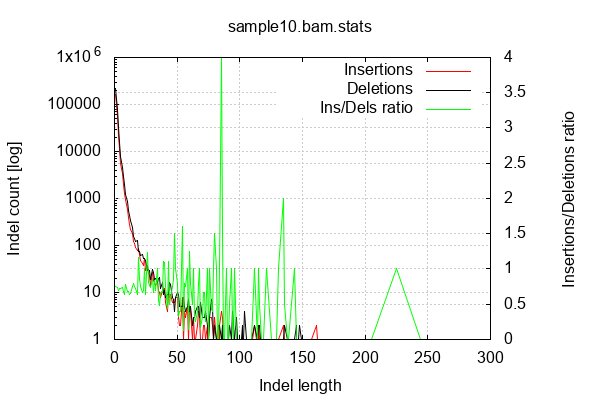 sample10.bam.stats
Insertions
Deletions
Ins/Dels ratio
Indel count [log]
1x10^6
100000
10000
1000
100
10
1
4
3.5
3
2.5
2
1.5
1
0.5
0
Insertions/Deletions ratio
0 50 100 150 200 250 300
Indel length